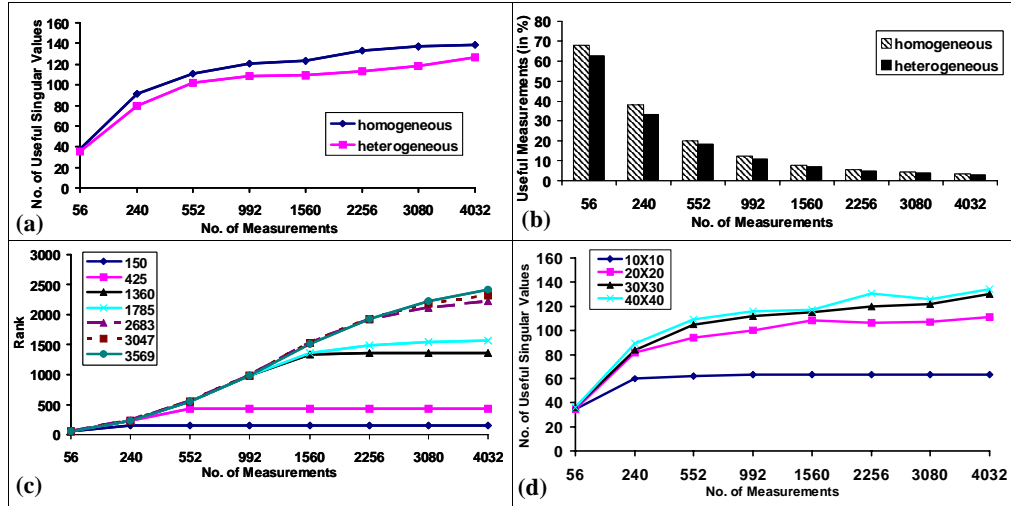 No. of Useful Singular Values
160
140
120
100
80
60
40
20
0
homogeneous
heterogeneous
56 240 552 992 1560 2256 3080 4032
(a)
No. of Measurements
Useful Measurements (in %)
80
70
60
50
40
30
20
10
0
homogeneous
heterogeneous
56 240 552 992 1560 2256 3080 4032
(b)
No. of Measurements
Rank
3000
2500
2000
1500
1000
500
0
150
425
1360
1785
2683
3047
3569
56 240 552 992 1560 2256 3080 4032
(c)
No. of Measurements
No. of Useful Singular Values
160
140
120
100
80
60
40
20
0
10X10
20X20
30X30
40X40
56 240 552 992 1560 2256 3080 4032
(d)
No. of Measurements